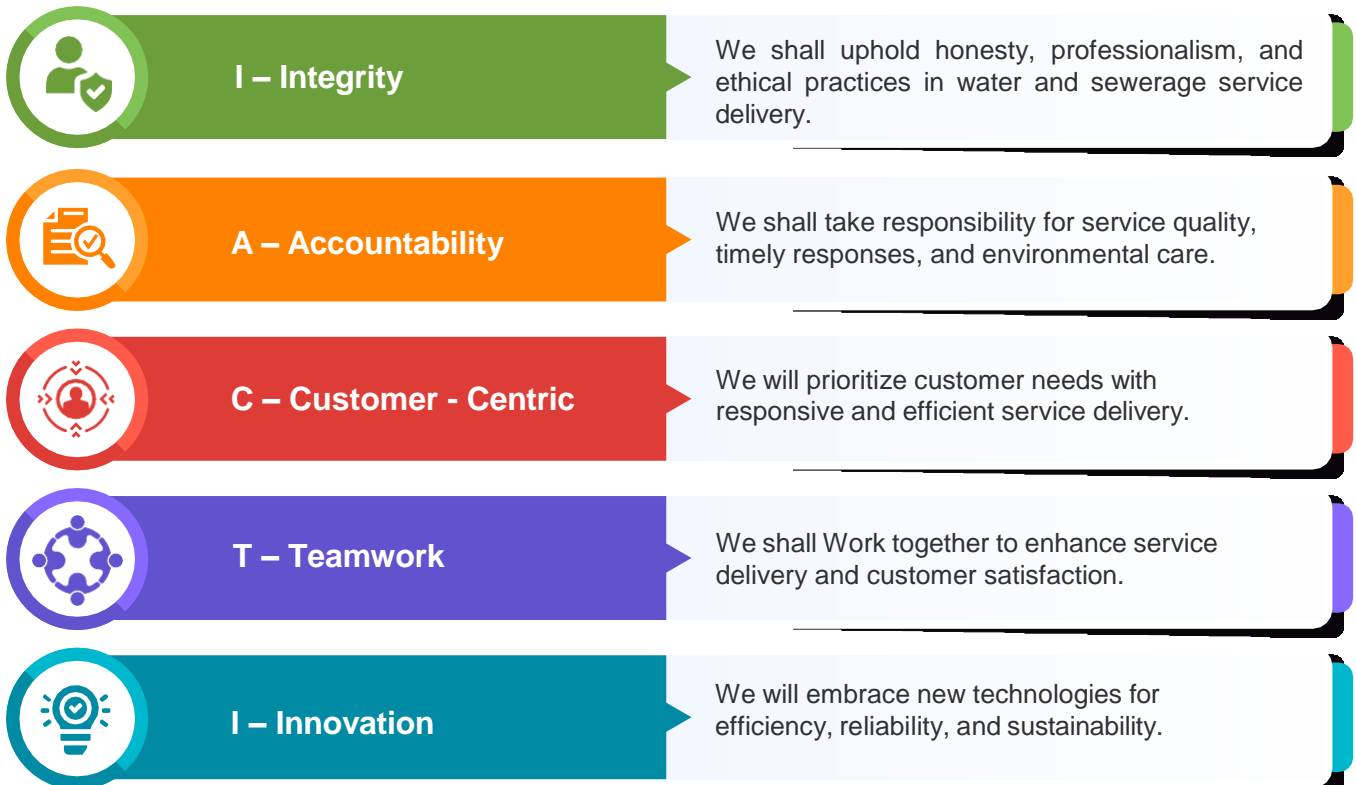 I – Integrity
We shall uphold honesty, professionalism, and
ethical practices in water and sewerage service
delivery.
A – Accountability
We shall take responsibility for service quality,
timely responses, and environmental care.
C – Customer - Centric
We will prioritize customer needs with
responsive and efficient service delivery.
T – Teamwork
We shall Work together to enhance service
delivery and customer satisfaction.
I – Innovation
We will embrace new technologies for
efficiency, reliability, and sustainability.